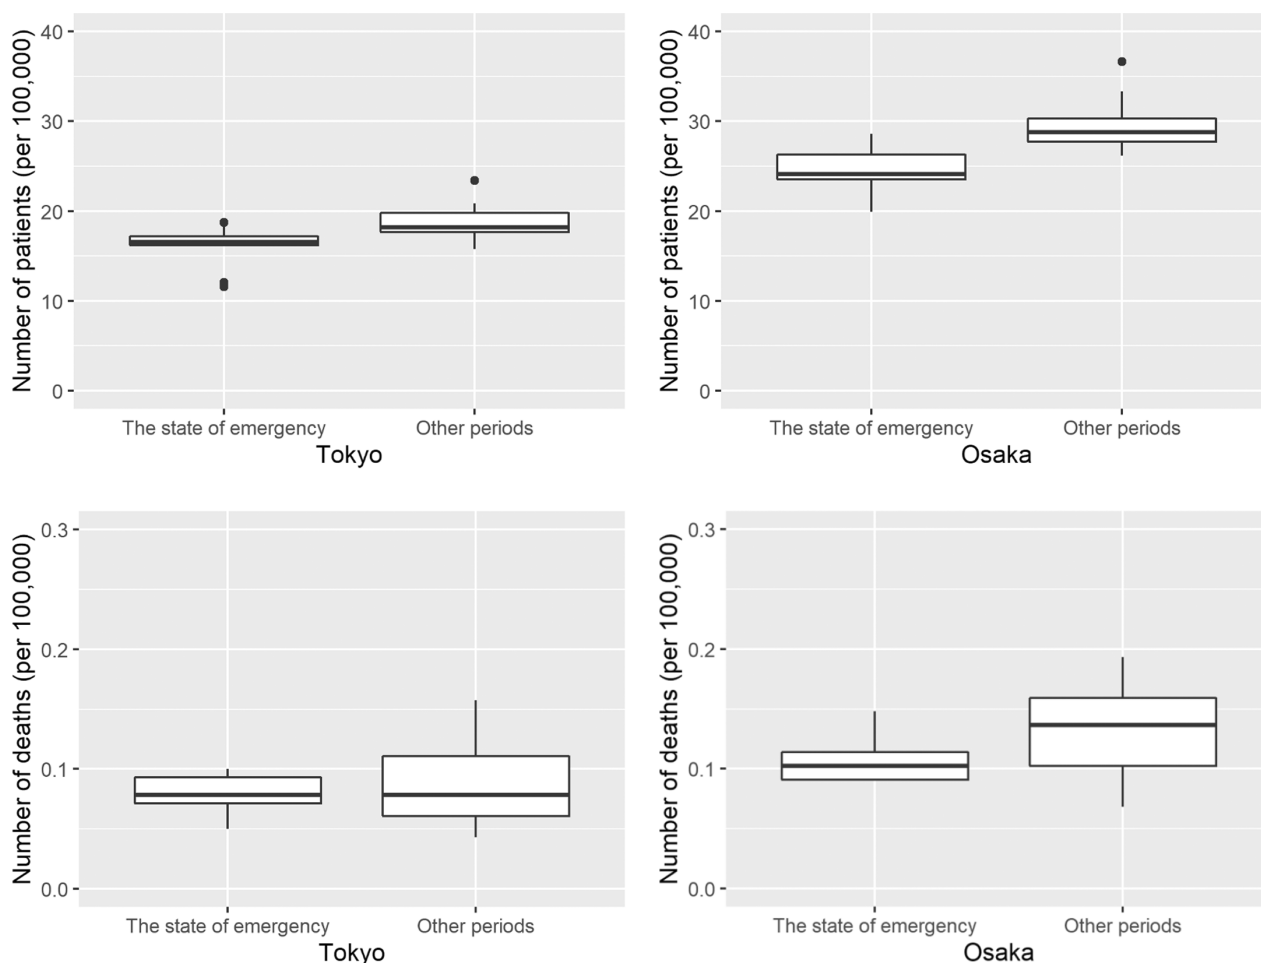 Number of patients (per 100,000)
40
30
20
10
0
The state of emergency
Other periods
Tokyo
Number of patients (per 100,000)
40
30
20
10
0
The state of emergency
Other periods
Osaka
Number of deaths (per 100,000)
0.3
0.2
0.1
0.0
The state of emergency
Other periods
Tokyo
Number of deaths (per 100,000)
0.3
0.2
0.1
0.0
The state of emergency
Other periods
Osaka